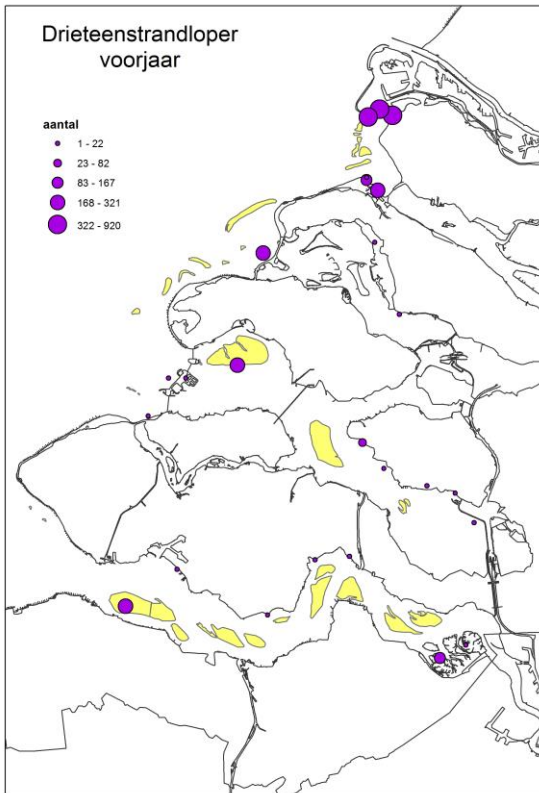 Drieteenstrandloper
voorjaar
aantal
1 - 22
23 - 82
83 - 167
168 - 321
322 - 920